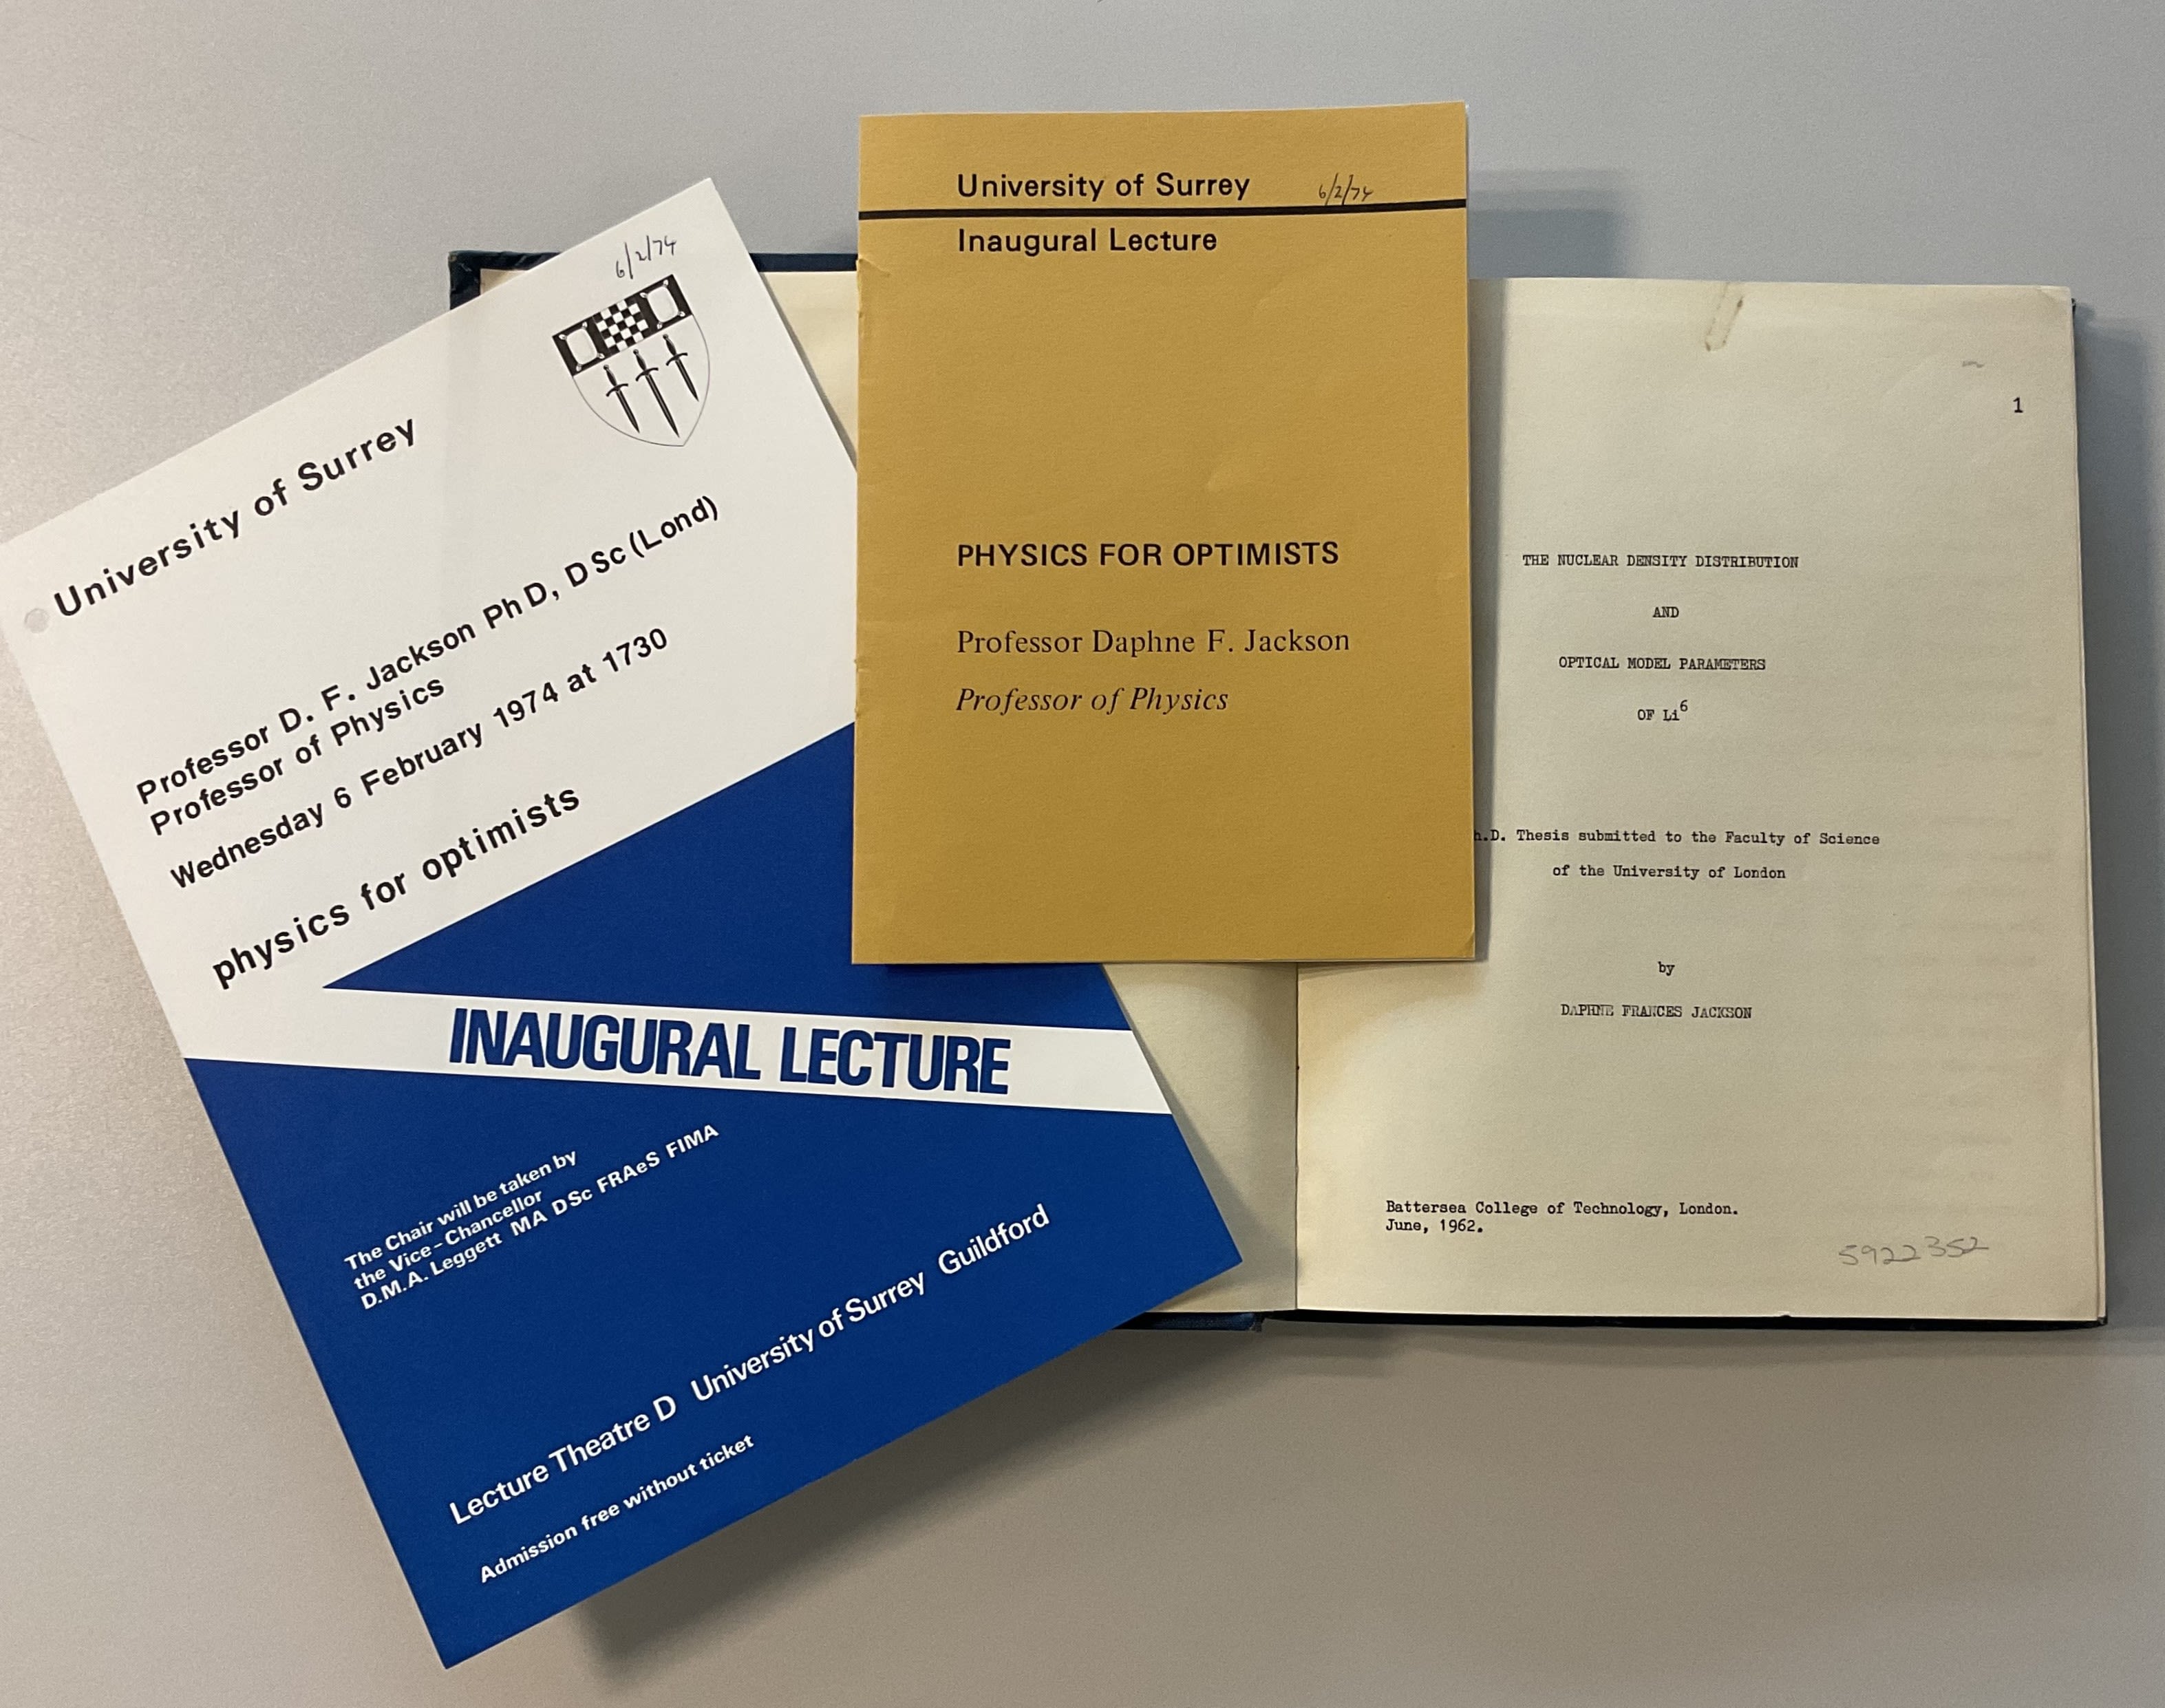 6/2/74
University of Surrey
Professor D. F. Jackson PhD, DSc (Lond)
Professor of Physics
Wednesday 6 February 1974 at 1730
physics for optimists
INAUGURAL LECTURE
The Chair will be taken by
the Vice-Chancellor
D.M.A. Leggett MA DSc FRAeS FIMA
Lecture Theatre D University of Surrey Guildford
Admission free without ticket
University of Surrey 6/2/74
Inaugural Lecture
PHYSICS FOR OPTIMISTS
Professor Daphne F. Jackson
Professor of Physics
1
THE NUCLEAR DENSITY DISTRIBUTION
AND
OPTICAL MODEL PARAMETERS
OF Li⁶
h.D. Thesis submitted to the Faculty of Science
of the University of London
by
DAPHNE FRANCES JACKSON
Battersea College of Technology, London.
June, 1962.
5922352